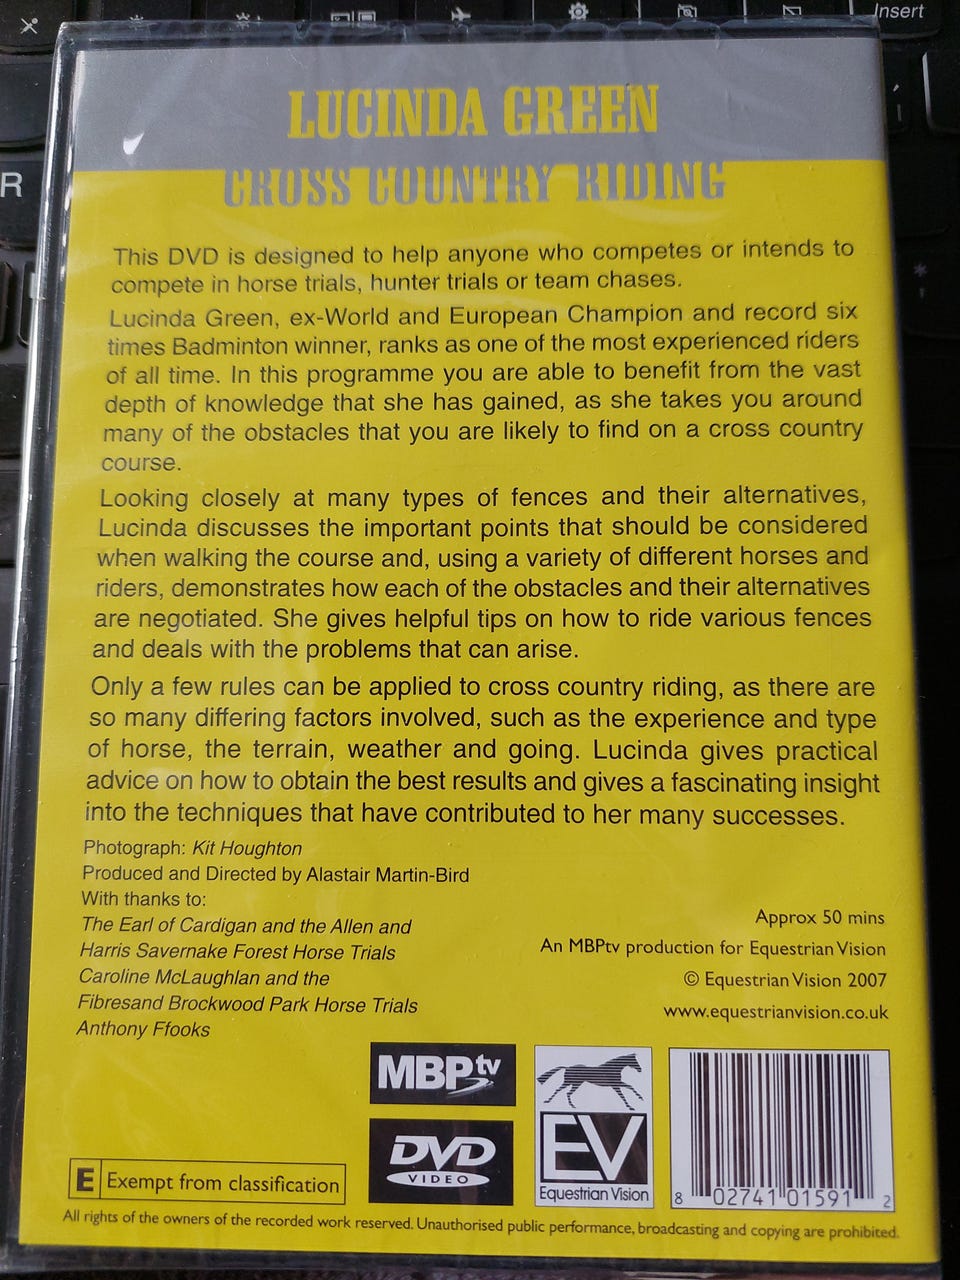 Insert
R
LUCINDA GREEN
CROSS COUNTRY RIDING
This DVD is designed to help anyone who competes or intends to
compete in horse trials, hunter trials or team chases.
Lucinda Green, ex-World and European Champion and record six
times Badminton winner, ranks as one of the most experienced riders
of all time. In this programme you are able to benefit from the vast
depth of knowledge that she has gained, as she takes you around
many of the obstacles that you are likely to find on a cross country
course.
Looking closely at many types of fences and their alternatives,
Lucinda discusses the important points that should be considered
when walking the course and, using a variety of different horses and
riders, demonstrates how each of the obstacles and their alternatives
are negotiated. She gives helpful tips on how to ride various fences
and deals with the problems that can arise.
Only a few rules can be applied to cross country riding, as there are
so many differing factors involved, such as the experience and type
of horse, the terrain, weather and going. Lucinda gives practical
advice on how to obtain the best results and gives a fascinating insight
into the techniques that have contributed to her many successes.
Photograph: Kit Houghton
Produced and Directed by Alastair Martin-Bird
With thanks to:
The Earl of Cardigan and the Allen and
Harris Savernake Forest Horse Trials
Caroline McLaughlan and the
Fibresand Brockwood Park Horse Trials
Anthony Ffooks
Approx 50 mins
An MBPtv production for Equestrian Vision
© Equestrian Vision 2007
www.equestrianvision.co.uk
MBPtv
DVD
VIDEO
EV
Equestrian Vision
8 02741 01591 2
E Exempt from classification
All rights of the owners of the recorded work reserved. Unauthorised public performance, broadcasting and copying are prohibited.